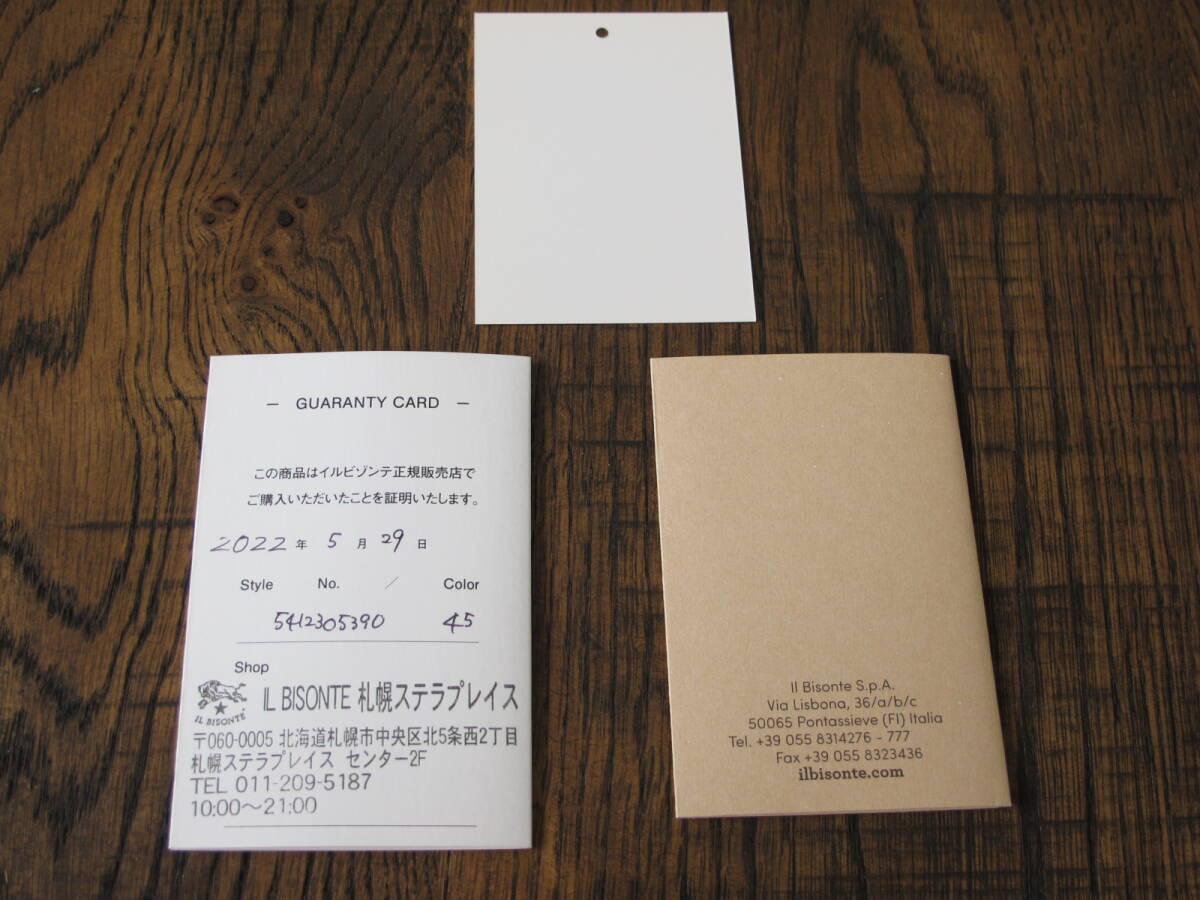 — GUARANTY CARD —
この商品はイルビゾンテ正規販売店で
ご購入いただいたことを証明いたします。
2022 年 5 月 29 日
Style No. ／ Color
5412305390 45
Shop
IL BISONTE
IL BISONTE 札幌ステラプレイス
〒060-0005 北海道札幌市中央区北5条西2丁目
札幌ステラプレイス センター2F
TEL 011-209-5187
10:00〜21:00
Il Bisonte S.p.A.
Via Lisbona, 36/a/b/c
50065 Pontassieve (FI) Italia
Tel. +39 055 8314276 - 777
Fax +39 055 8323436
ilbisonte.com